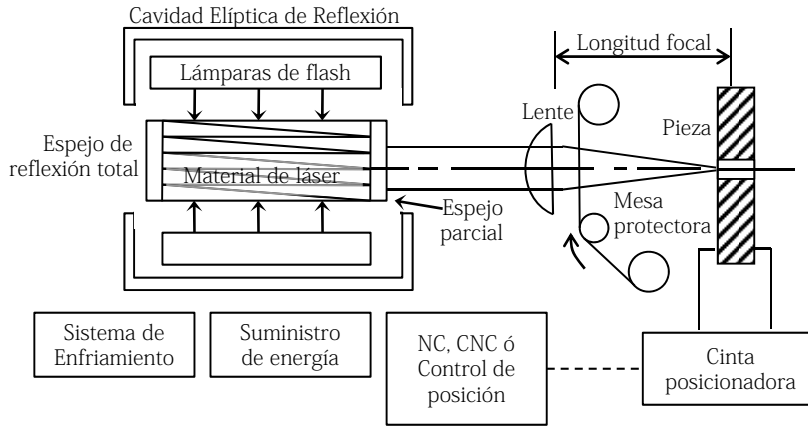 Cavidad Elíptica de Reflexión
Lámparas de flash
Longitud focal
Lente
Pieza
Espejo de
reflexión total
Material de láser
Espejo
parcial
Mesa
protectora
Sistema de
Enfriamiento
Suministro
de energía
NC, CNC ó
Control de
posición
Cinta
posicionadora